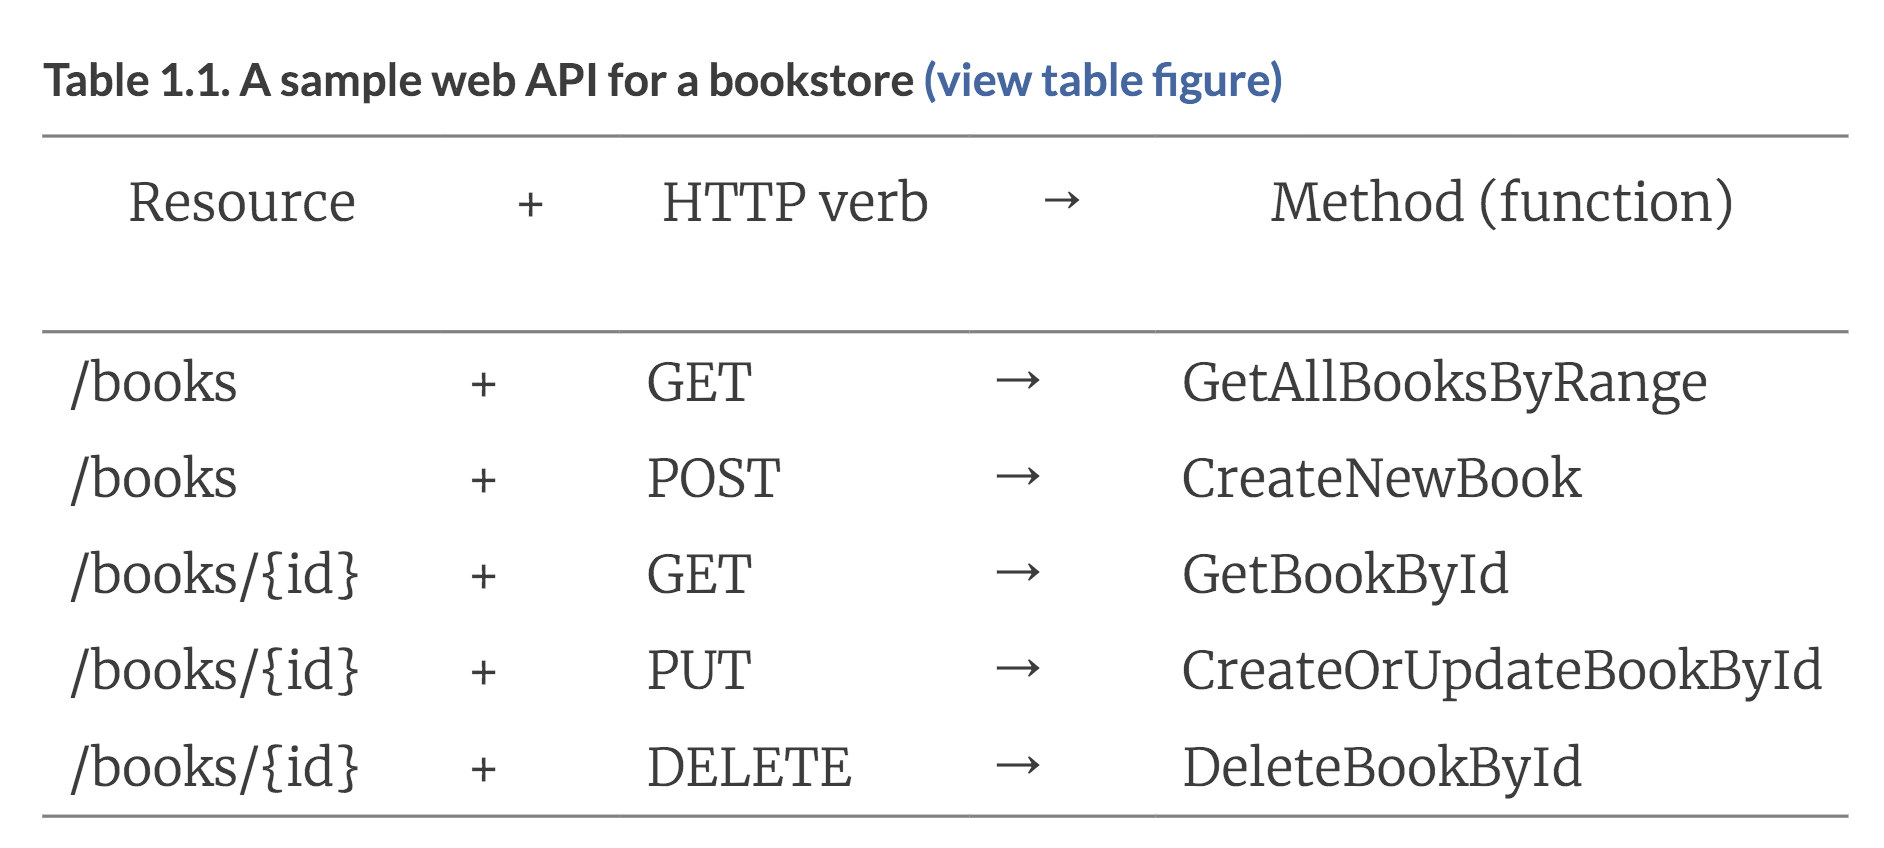 Table 1.1. A sample web API for a bookstore (view table figure)
Resource + HTTP verb → Method (function)
/books + GET → GetAllBooksByRange
/books + POST → CreateNewBook
/books/{id} + GET → GetBookById
/books/{id} + PUT → CreateOrUpdateBookById
/books/{id} + DELETE → DeleteBookById